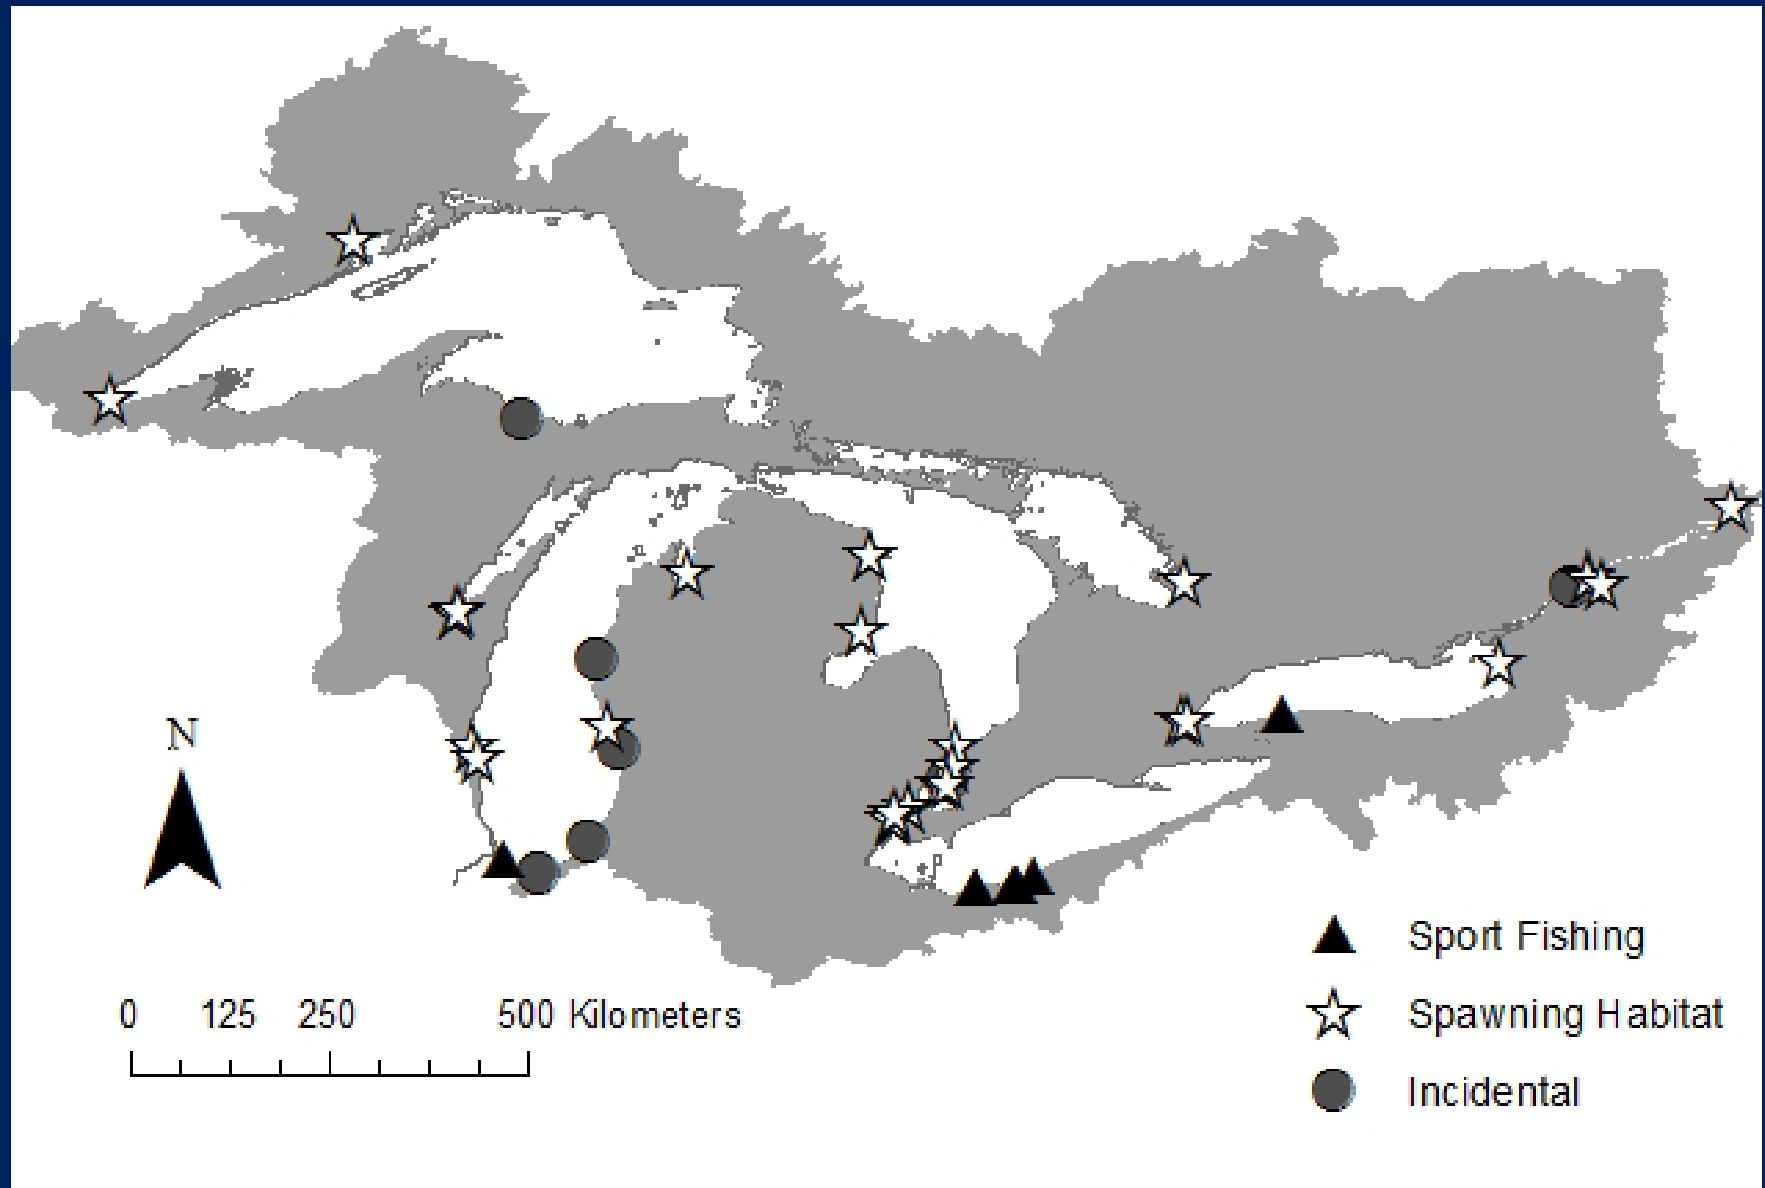 N
0 125 250 500 Kilometers
Sport Fishing
Spawning Habitat
Incidental